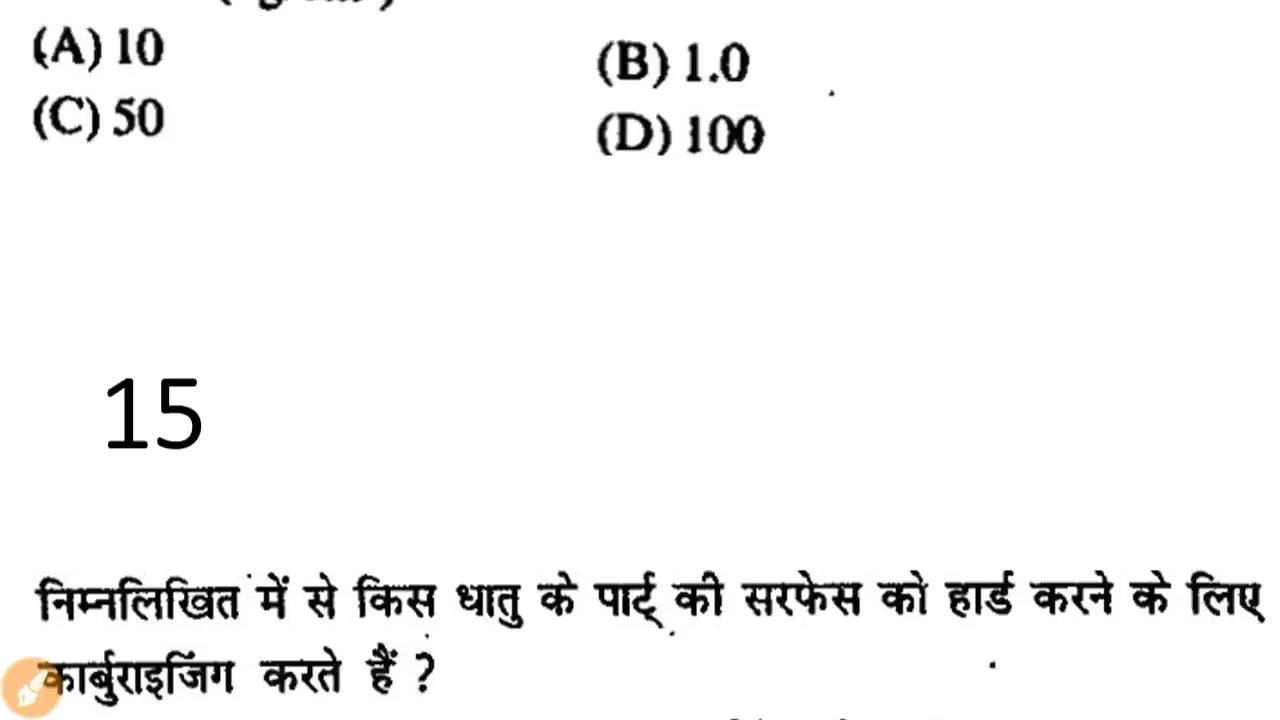 (A) 10
(B) 1.0
(C) 50
(D) 100
15
निम्नलिखित में से किस धातु के पार्ट् की सरफेस को हार्ड करने के लिए
कार्बुराइजिंग करते हैं ?